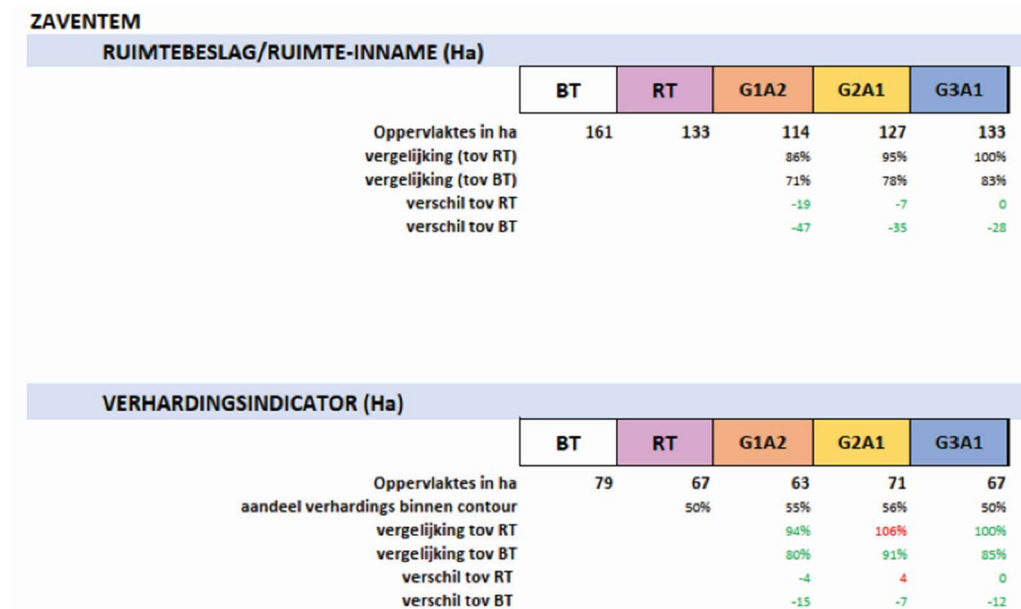 ZAVENTEM
RUIMTEBESLAG/RUIMTE-INNAME (Ha)
BT RT G1A2 G2A1 G3A1
Oppervlaktes in ha 161 133 114 127 133
vergelijking (tov RT) 86% 95% 100%
vergelijking (tov BT) 71% 78% 83%
verschil tov RT -19 -7 0
verschil tov BT -47 -35 -28
VERHARDINGSINDICATOR (Ha)
BT RT G1A2 G2A1 G3A1
Oppervlaktes in ha 79 67 63 71 67
aandeel verhardings binnen contour 50% 55% 56% 50%
vergelijking tov RT 94% 106% 100%
vergelijking tov BT 80% 91% 85%
verschil tov RT -4 4 0
verschil tov BT -15 -7 -12